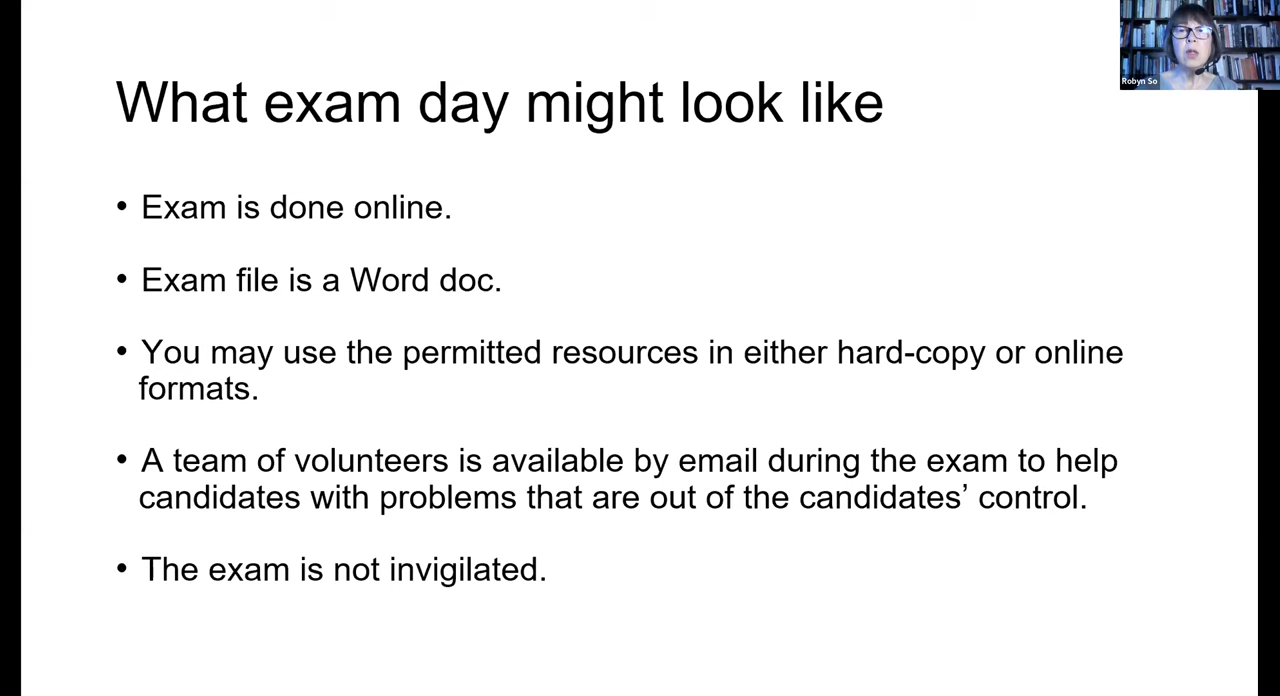 What exam day might look like
Robyn So
• Exam is done online.
• Exam file is a Word doc.
• You may use the permitted resources in either hard-copy or online
formats.
• A team of volunteers is available by email during the exam to help
candidates with problems that are out of the candidates’ control.
• The exam is not invigilated.